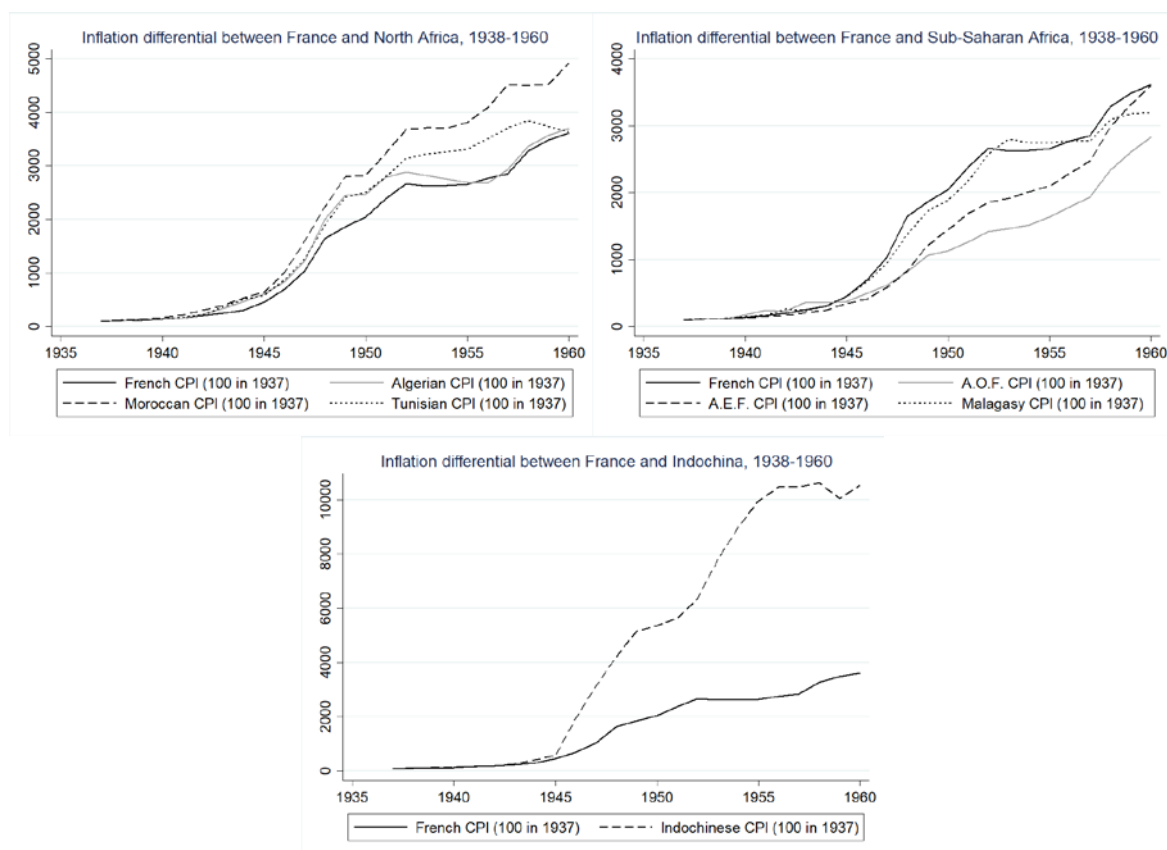 Inflation differential between France and North Africa, 1938-1960
5000
4000
3000
2000
1000
0
1935 1940 1945 1950 1955 1960
French CPI (100 in 1937) Algerian CPI (100 in 1937)
Moroccan CPI (100 in 1937) Tunisian CPI (100 in 1937)
Inflation differential between France and Sub-Saharan Africa, 1938-1960
4000
3000
2000
1000
0
1935 1940 1945 1950 1955 1960
French CPI (100 in 1937) A.O.F. CPI (100 in 1937)
A.E.F. CPI (100 in 1937) Malagasy CPI (100 in 1937)
Inflation differential between France and Indochina, 1938-1960
10000
8000
6000
4000
2000
0
1935 1940 1945 1950 1955 1960
French CPI (100 in 1937) Indochinese CPI (100 in 1937)